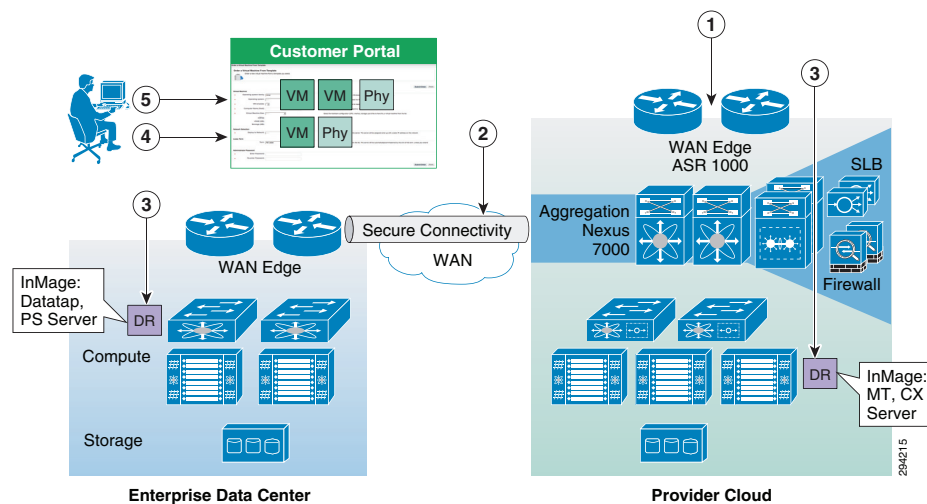 1
Customer Portal
3
VM VM Phy
5
2
VM Phy
4
WAN Edge
ASR 1000
SLB
3
Secure Connectivity
Aggregation
Nexus
7000
WAN
WAN Edge
InMage:
Datatap,
PS Server
Firewall
DR
Compute
DR
InMage:
MT, CX
Server
Storage
294215
Enterprise Data Center
Provider Cloud